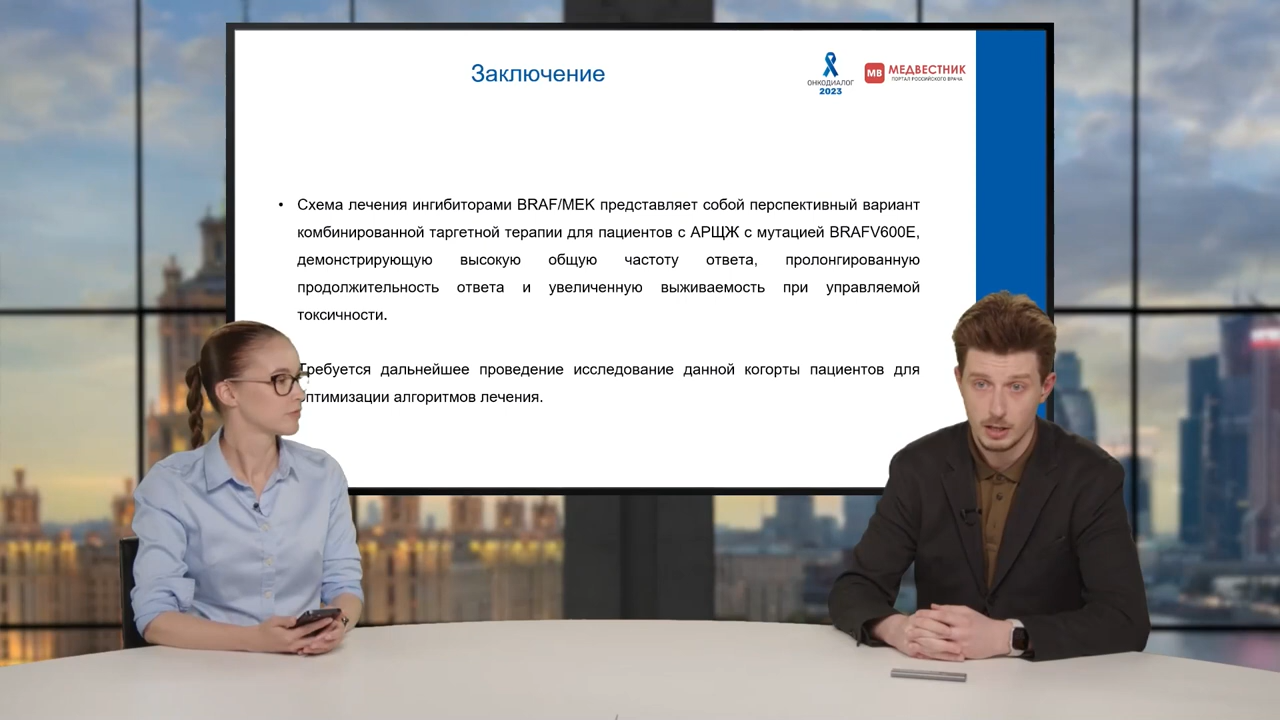 Заключение
ОНКОДИАЛОГ
2023
МВ МЕДВЕСТНИК
ПОРТАЛ РОССИЙСКОГО ВРАЧА
• Схема лечения ингибиторами BRAF/MEK представляет собой перспективный вариант
комбинированной таргетной терапии для пациентов с АРЩЖ с мутацией BRAFV600E,
демонстрирующую высокую общую частоту ответа, пролонгированную
продолжительность ответа и увеличенную выживаемость при управляемой
токсичности.
Требуется дальнейшее проведение исследование данной когорты пациентов для
оптимизации алгоритмов лечения.